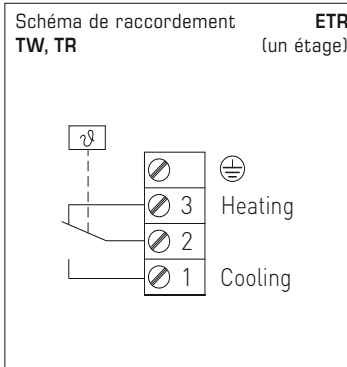 Schéma de raccordement ETR
TW, TR (un étage)
ϑ
3 Heating
2
1 Cooling